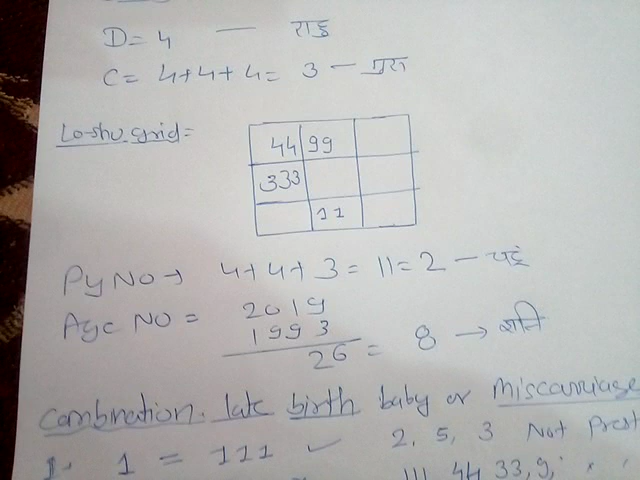 D = 4 — राहु
C = 4+4+4 = 3 — गुरु
Lo-shu grid =
44 99
333
11
PyNO → 4+4+3 = 11 = 2 — चंद्र
Age NO = 2019
1993
26 = 8 → शनि
Combination. late birth baby or Miscarriage
1. 1 = 111 ✓ 2, 5, 3 Not
111 44 33, 9,